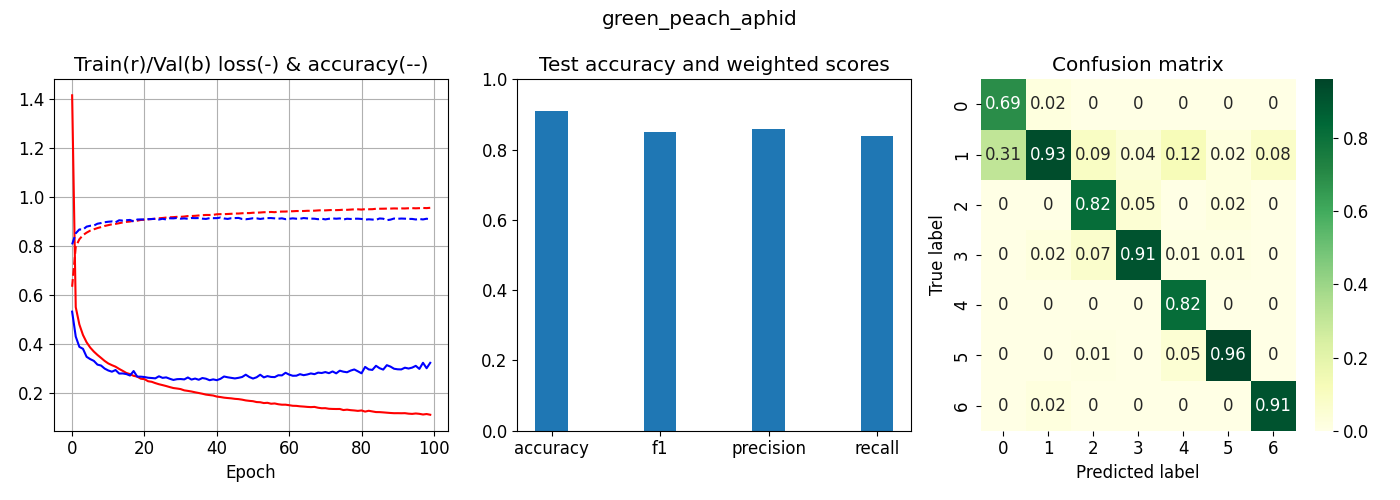 green_peach_aphid
Train(r)/Val(b) loss(-) & accuracy(--)
1.4
1.2
1.0
0.8
0.6
0.4
0.2
0 20 40 60 80 100
Epoch
Test accuracy and weighted scores
1.0
0.8
0.6
0.4
0.2
0.0
accuracy f1 precision recall
Confusion matrix
True label
0 0.69 0.02 0 0 0 0 0
1 0.31 0.93 0.09 0.04 0.12 0.02 0.08
2 0 0 0.82 0.05 0 0.02 0
3 0 0.02 0.07 0.91 0.01 0.01 0
4 0 0 0 0 0.82 0 0
5 0 0 0.01 0 0.05 0.96 0
6 0 0.02 0 0 0 0 0.91
0 1 2 3 4 5 6
Predicted label
0.8
0.6
0.4
0.2
0.0